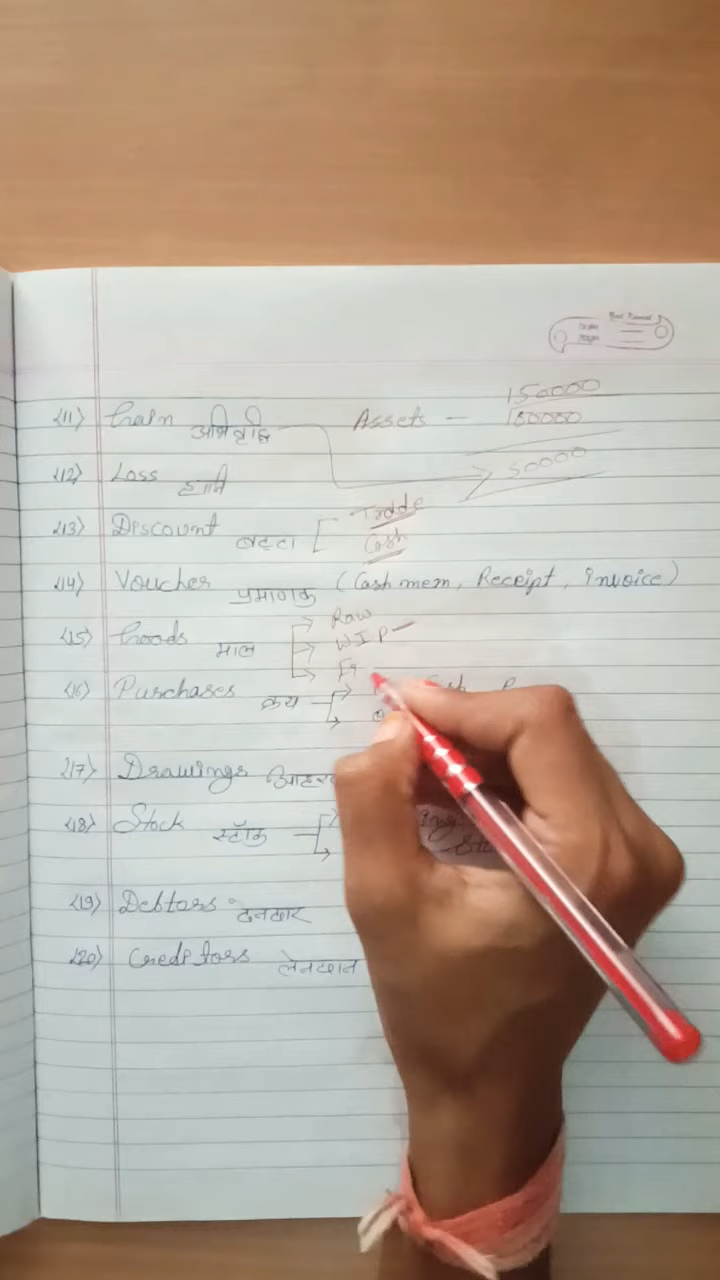 150000
(11) Gain अभिवृद्धि Assets - 100000
(12) Loss हानि 50000
(13) Discount बट्टा [ Trade
Cash
(14) Voucher प्रमाणक (Cash mem, Receipt, Invoice)
Raw
(15) Goods माल WIP -
(16) Purchases क्रय
(17) Drawings
(18) Stock स्टॉक
(19) Debtors देनदार
(20) Creditors लेनदान